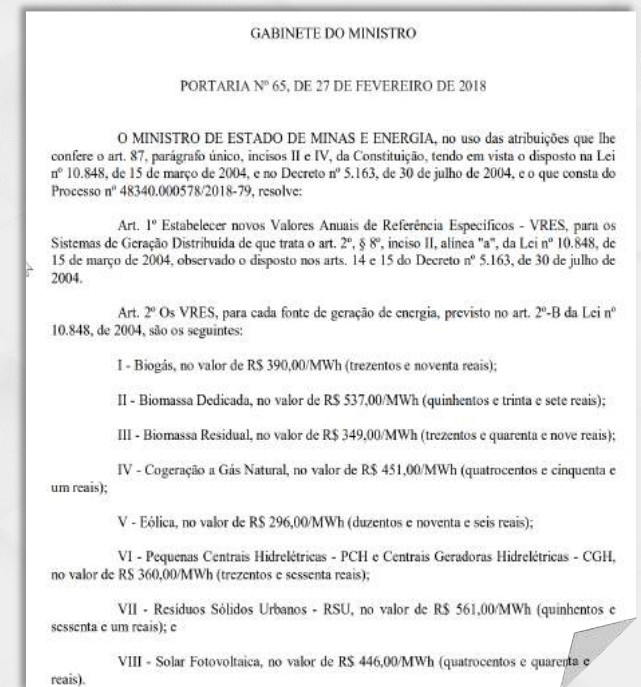 GABINETE DO MINISTRO
PORTARIA Nº 65, DE 27 DE FEVEREIRO DE 2018
O MINISTRO DE ESTADO DE MINAS E ENERGIA, no uso das atribuições que lhe
confere o art. 87, parágrafo único, incisos II e IV, da Constituição, tendo em vista o disposto na Lei
nº 10.848, de 15 de março de 2004, e no Decreto nº 5.163, de 30 de julho de 2004, e o que consta do
Processo nº 48340.000578/2018-79, resolve:
Art. 1º Estabelecer novos Valores Anuais de Referência Específicos - VRES, para os
Sistemas de Geração Distribuída de que trata o art. 2º, § 8º, inciso II, alínea "a", da Lei nº 10.848, de
15 de março de 2004, observado o disposto nos arts. 14 e 15 do Decreto nº 5.163, de 30 de julho de
2004.
Art. 2º Os VRES, para cada fonte de geração de energia, previsto no art. 2º-B da Lei nº
10.848, de 2004, são os seguintes:
I - Biogás, no valor de R$ 390,00/MWh (trezentos e noventa reais);
II - Biomassa Dedicada, no valor de R$ 537,00/MWh (quinhentos e trinta e sete reais);
III - Biomassa Residual, no valor de R$ 349,00/MWh (trezentos e quarenta e nove reais);
IV - Cogeração a Gás Natural, no valor de R$ 451,00/MWh (quatrocentos e cinquenta e
um reais);
V - Eólica, no valor de R$ 296,00/MWh (duzentos e noventa e seis reais);
VI - Pequenas Centrais Hidrelétricas - PCH e Centrais Geradoras Hidrelétricas - CGH,
no valor de R$ 360,00/MWh (trezentos e sessenta reais);
VII - Resíduos Sólidos Urbanos - RSU, no valor de R$ 561,00/MWh (quinhentos e
sessenta e um reais); e
VIII - Solar Fotovoltaica, no valor de R$ 446,00/MWh (quatrocentos e quarenta e
reais).